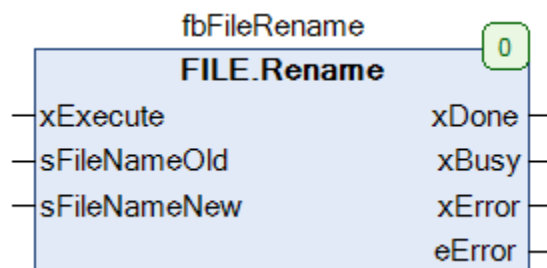 fbFileRename
0
FILE.Rename
xExecute xDone
sFileNameOld xBusy
sFileNameNew xError
eError